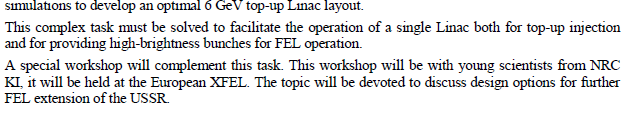 simulations to develop an optimal 6 GeV top-up Linac layout.
This complex task must be solved to facilitate the operation of a single Linac both for top-up injection
and for providing high-brightness bunches for FEL operation.
A special workshop will complement this task. This workshop will be with young scientists from NRC
KI, it will be held at the European XFEL. The topic will be devoted to discuss design options for further
FEL extension of the USSR.